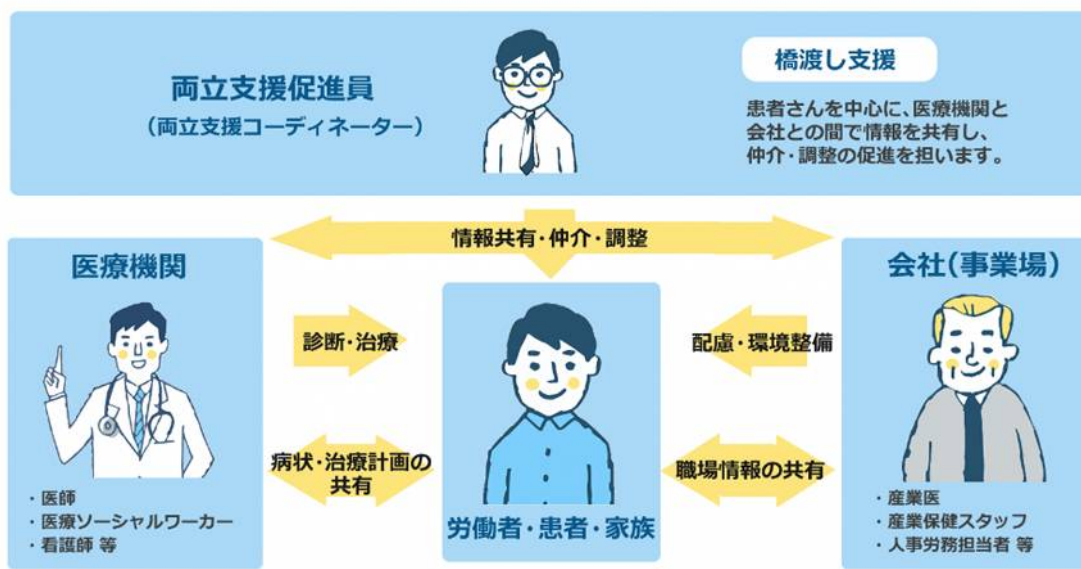 両立支援促進員
（両立支援コーディネーター）
橋渡し支援
患者さんを中心に、医療機関と
会社との間で情報を共有し、
仲介・調整の促進を担います。
情報共有・仲介・調整
医療機関
診断・治療
病状・治療計画の
共有
・医師
・医療ソーシャルワーカー
・看護師 等
労働者・患者・家族
配慮・環境整備
職場情報の共有
会社(事業場)
・産業医
・産業保健スタッフ
・人事労務担当者 等